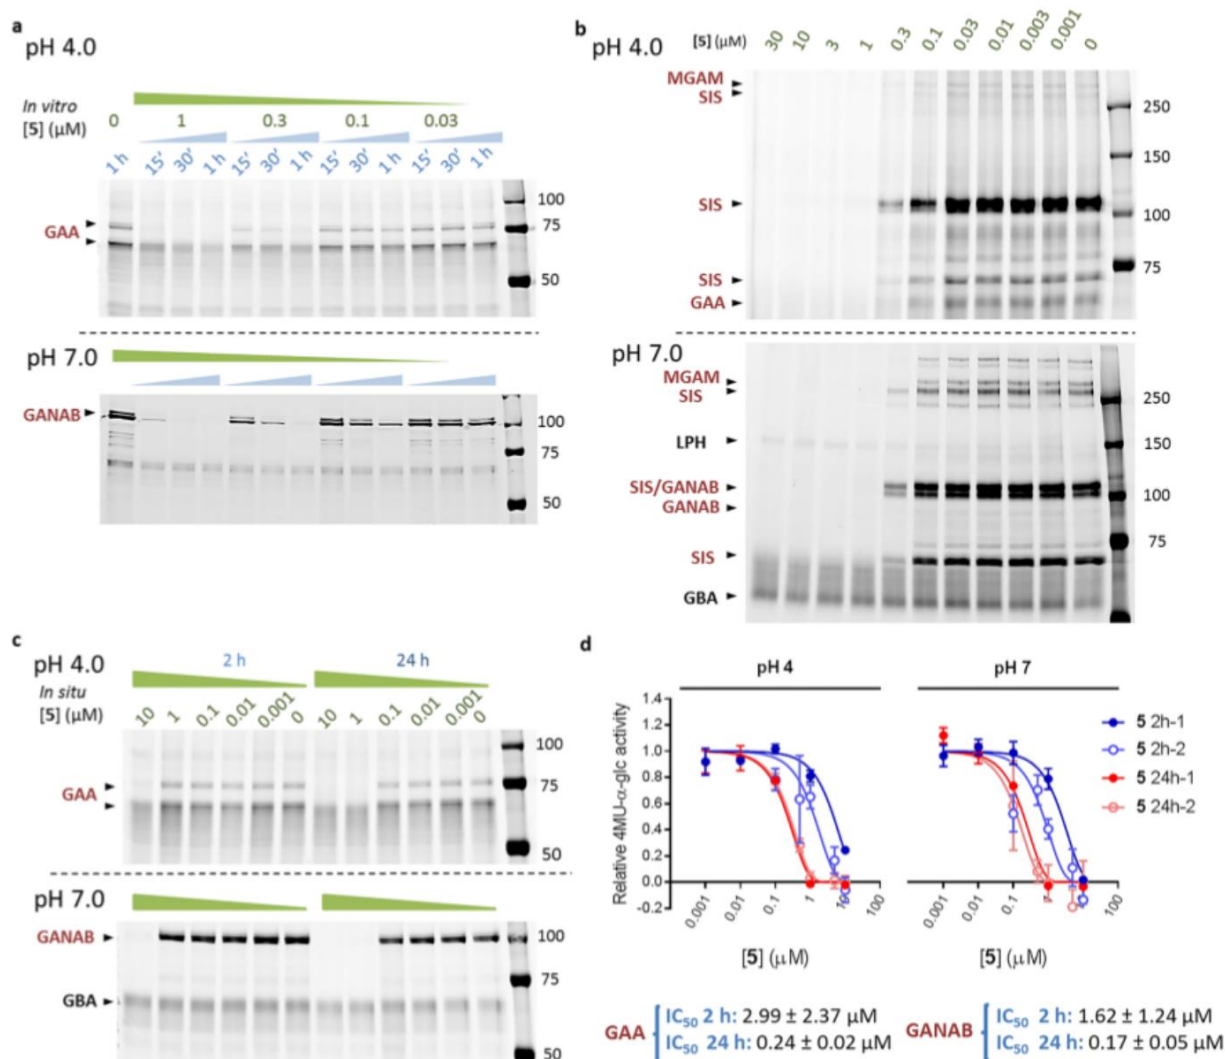 a
pH 4.0
In vitro
[5] (µM)
0 1 0.3 0.1 0.03
1 h 15' 30' 1 h 15' 30' 1 h 15' 30' 1 h 15' 30' 1 h
GAA
100
75
50
pH 7.0
GANAB
100
75
50
b
pH 4.0
[5] (µM) 30 10 3 1 0.3 0.1 0.03 0.01 0.003 0.001 0
MGAM
SIS
SIS
SIS
GAA
250
150
100
75
pH 7.0
MGAM
SIS
LPH
SIS/GANAB
GANAB
SIS
GBA
250
150
100
75
c
pH 4.0
2 h 24 h
In situ
[5] (µM)
10 1 0.1 0.01 0.001 0 10 1 0.1 0.01 0.001 0
GAA
100
75
50
pH 7.0
GANAB
GBA
100
75
50
d
pH 4 pH 7
Relative 4MU-α-glc activity
1.4
1.2
1.0
0.8
0.6
0.4
0.2
0.0
-0.2
0.001 0.01 0.1 1 10 100
0.001 0.01 0.1 1 100
[5] (µM) [5] (µM)
5 2h-1
5 2h-2
5 24h-1
5 24h-2
GAA
IC50 2 h: 2.99 ± 2.37 µM
IC50 24 h: 0.24 ± 0.02 µM
GANAB
IC50 2 h: 1.62 ± 1.24 µM
IC50 24 h: 0.17 ± 0.05 µM